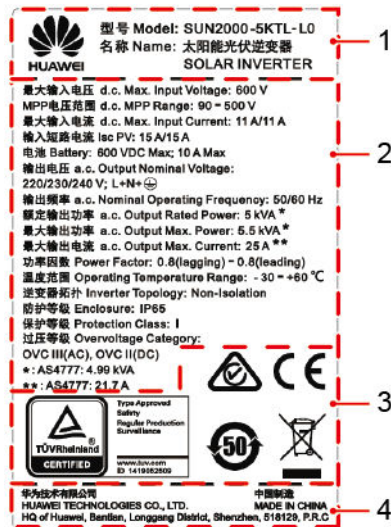 型号 Model: SUN2000-5KTL-L0
名称 Name: 太阳能光伏逆变器
SOLAR INVERTER
HUAWEI
1
最大输入电压 d.c. Max. Input Voltage: 600 V
MPP电压范围 d.c. MPP Range: 90 - 500 V
最大输入电流 d.c. Max. Input Current: 11 A/11 A
输入短路电流 Isc PV: 15 A/15 A
电池 Battery: 600 VDC Max; 10 A Max
输出电压 a.c. Output Nominal Voltage:
220/230/240 V; L+N+
输出频率 a.c. Nominal Operating Frequency: 50/60 Hz
额定输出功率 a.c. Output Rated Power: 5 kVA *
最大输出功率 a.c. Output Max. Power: 5.5 kVA *
最大输出电流 a.c. Output Max. Current: 25 A **
功率因数 Power Factor: 0.8(lagging) - 0.8(leading)
温度范围 Operating Temperature Range: - 30 ~ +60 ℃
逆变器拓扑 Inverter Topology: Non-Isolation
防护等级 Enclosure: IP65
保护等级 Protection Class: I
过压等级 Overvoltage Category:
OVC III(AC), OVC II(DC)
*: AS4777: 4.99 kVA
**: AS4777: 21.7 A
2
CE
50
TÜVRheinland
CERTIFIED
Type Approved
Safety
Regular Production
Surveillance
www.tuv.com
ID 1419062509
3
华为技术有限公司
HUAWEI TECHNOLOGIES CO., LTD.
中国制造
MADE IN CHINA
HQ of Huawei, Bantian, Longgang District, Shenzhen, 518129, P.R.C
4